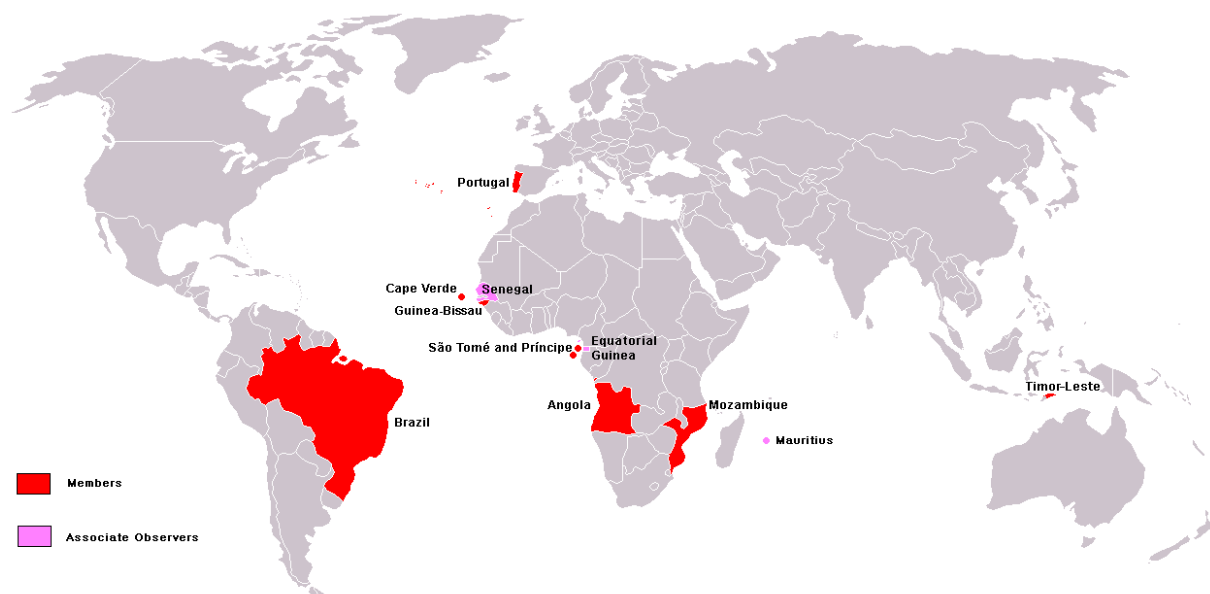 Portugal
Cape Verde
Senegal
Guinea-Bissau
São Tomé and Príncipe
Equatorial
Guinea
Timor-Leste
Angola
Mozambique
Brazil
Mauritius
Members
Associate Observers